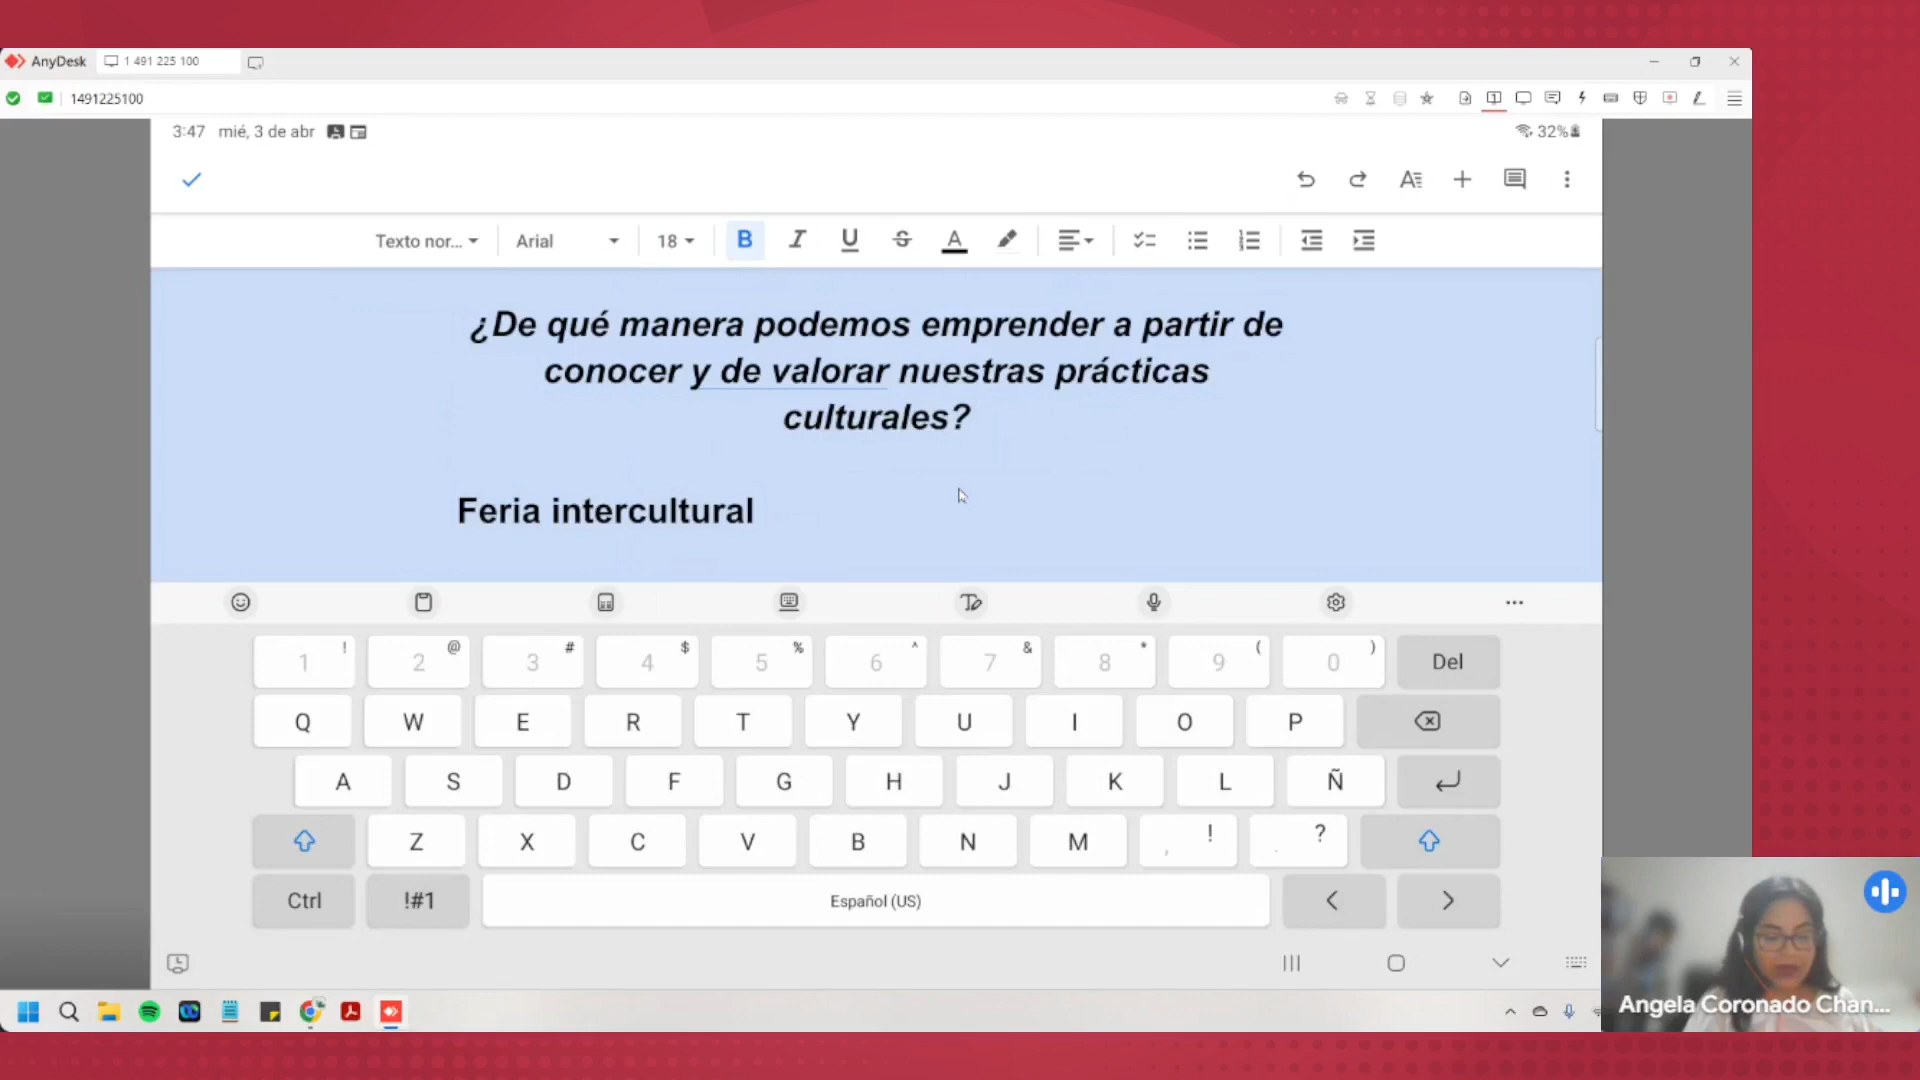 AnyDesk
1 491 225 100
1491225100
3:47 mié, 3 de abr
32%
Texto nor...
Arial
18
B I U S A
¿De qué manera podemos emprender a partir de
conocer y de valorar nuestras prácticas
culturales?
Feria intercultural
1 ! 2 @ 3 # 4 $ 5 % 6 ^ 7 & 8 * 9 ( 0 ) Del
Q W E R T Y U I O P
A S D F G H J K L Ñ
Z X C V B N M , ! . ?
Ctrl !#1 Español (US) < >
Angela Coronado Chan...